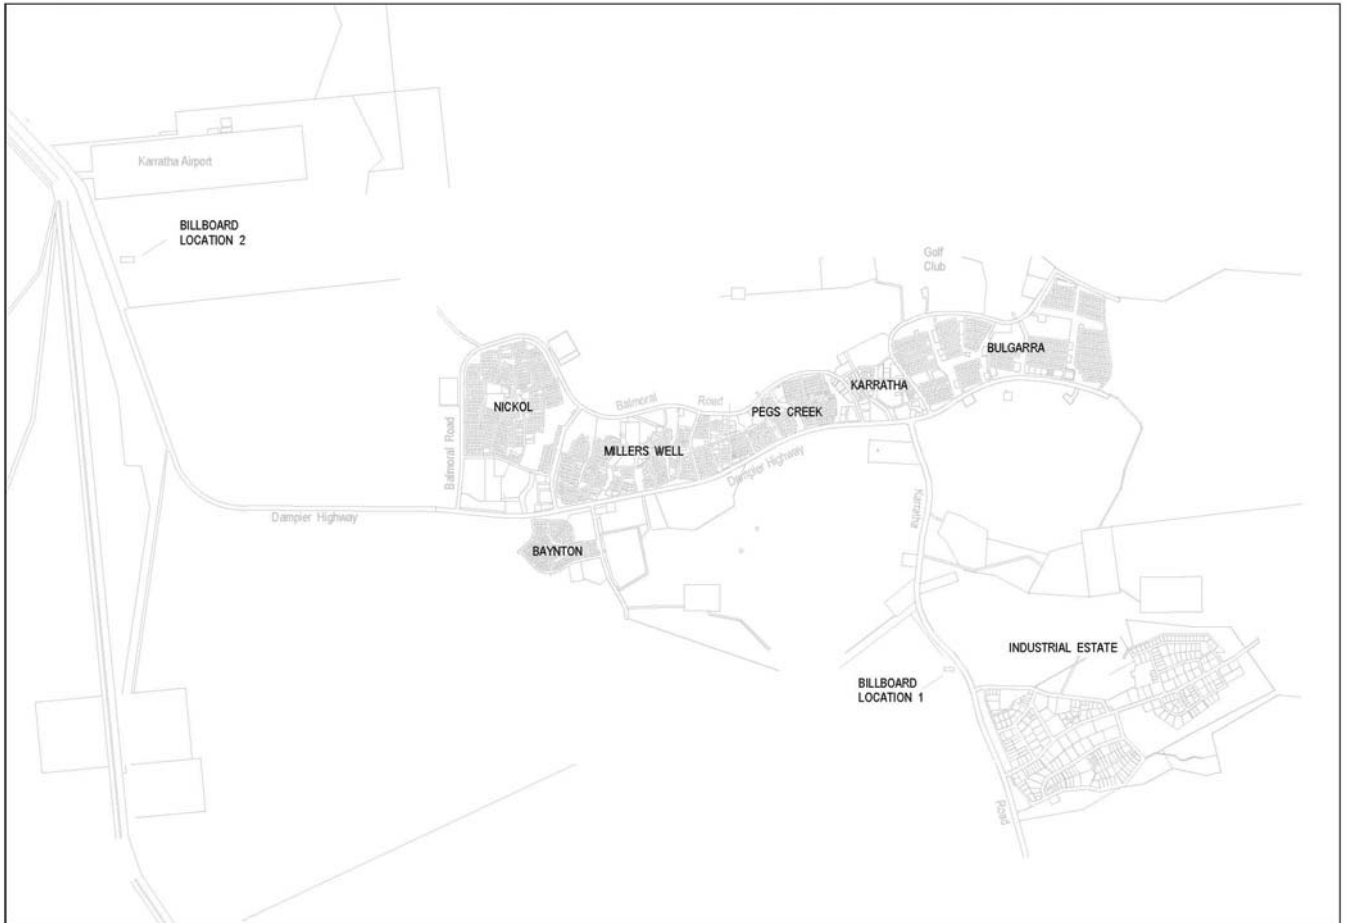 Karratha Airport
BILLBOARD
LOCATION 2
Golf
Club
BULGARRA
KARRATHA
NICKOL
Balmoral Road
PEGS CREEK
MILLERS WELL
Balmoral Road
Dampier Highway
Dampier Highway
Karratha
BAYNTON
INDUSTRIAL ESTATE
BILLBOARD
LOCATION 1
Road